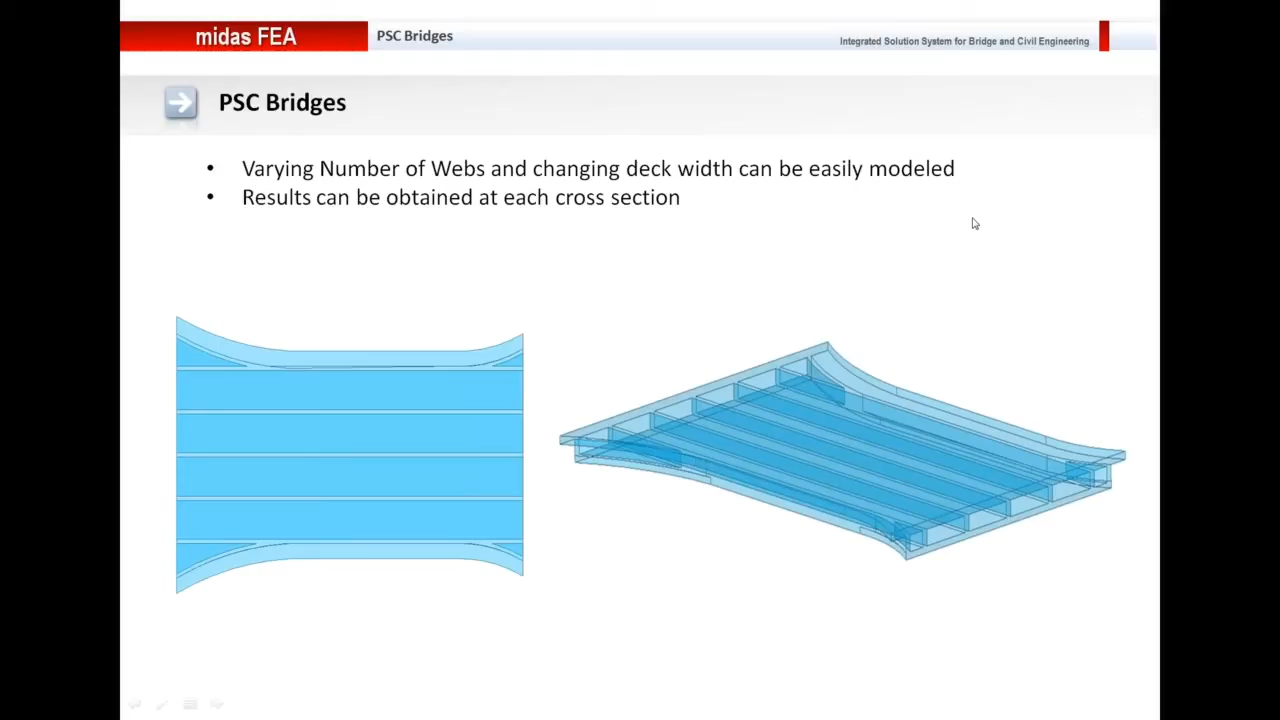 midas FEA
PSC Bridges
Integrated Solution System for Bridge and Civil Engineering
PSC Bridges
• Varying Number of Webs and changing deck width can be easily modeled
• Results can be obtained at each cross section